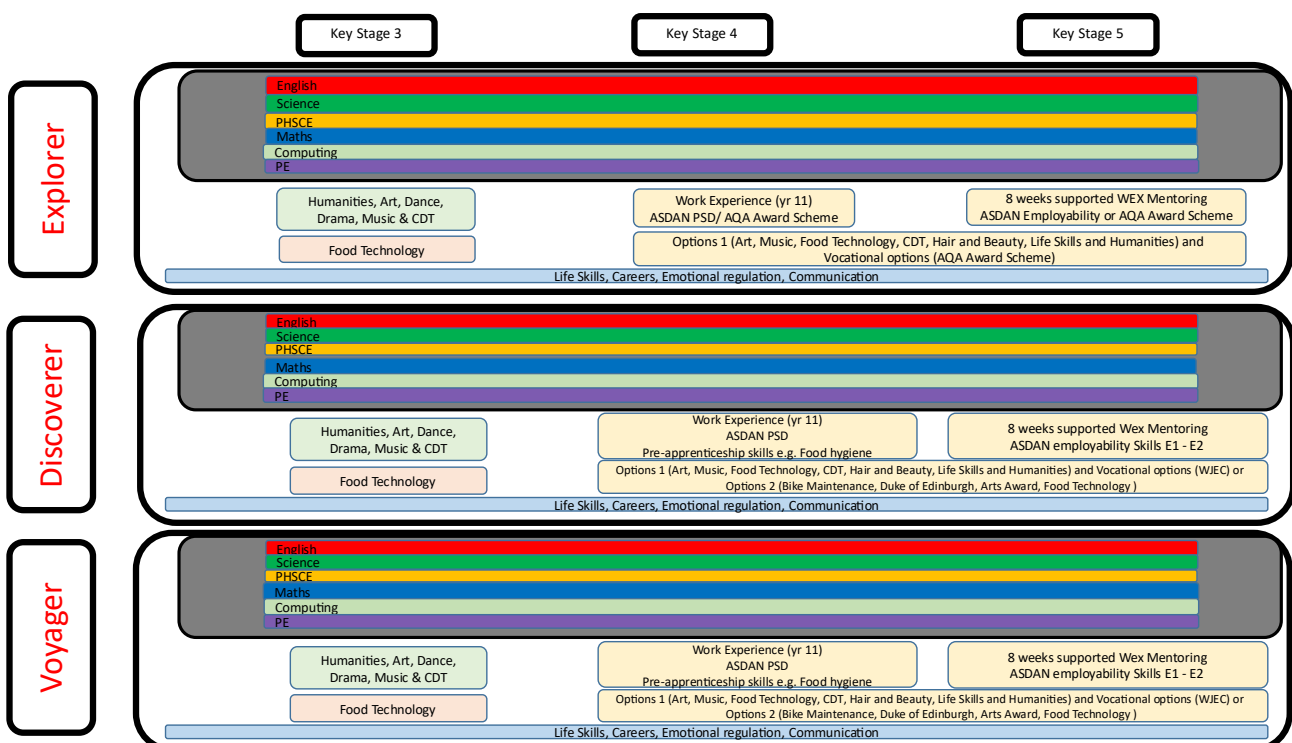 Key Stage 3
Key Stage 4
Key Stage 5
Explorer
English
Science
PHSCE
Maths
Computing
PE
Humanities, Art, Dance,
Drama, Music & CDT
Work Experience (yr 11)
ASDAN PSD/ AQA Award Scheme
8 weeks supported WEX Mentoring
ASDAN Employability or AQA Award Scheme
Food Technology
Options 1 (Art, Music, Food Technology, CDT, Hair and Beauty, Life Skills and Humanities) and
Vocational options (AQA Award Scheme)
Life Skills, Careers, Emotional regulation, Communication
Discoverer
English
Science
PHSCE
Maths
Computing
PE
Humanities, Art, Dance,
Drama, Music & CDT
Work Experience (yr 11)
ASDAN PSD
Pre-apprenticeship skills e.g. Food hygiene
8 weeks supported Wex Mentoring
ASDAN employability Skills E1 - E2
Food Technology
Options 1 (Art, Music, Food Technology, CDT, Hair and Beauty, Life Skills and Humanities) and Vocational options (WJEC) or
Options 2 (Bike Maintenance, Duke of Edinburgh, Arts Award, Food Technology )
Life Skills, Careers, Emotional regulation, Communication
Voyager
English
Science
PHSCE
Maths
Computing
PE
Humanities, Art, Dance,
Drama, Music & CDT
Work Experience (yr 11)
ASDAN PSD
Pre-apprenticeship skills e.g. Food hygiene
8 weeks supported Wex Mentoring
ASDAN employability Skills E1 - E2
Food Technology
Options 1 (Art, Music, Food Technology, CDT, Hair and Beauty, Life Skills and Humanities) and Vocational options (WJEC) or
Options 2 (Bike Maintenance, Duke of Edinburgh, Arts Award, Food Technology )
Life Skills, Careers, Emotional regulation, Communication